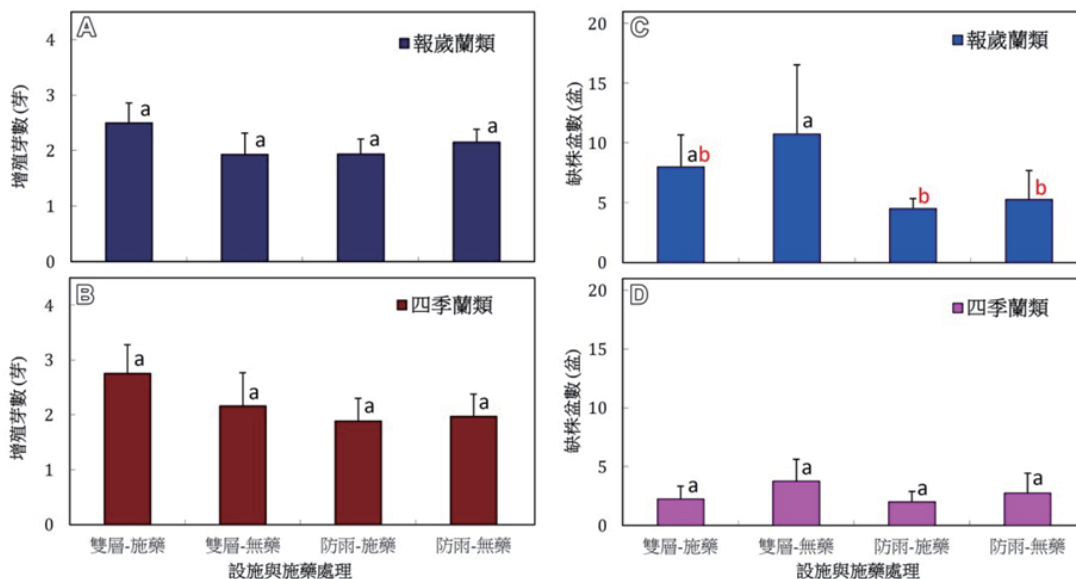 A
報歲蘭類
增殖芽數(芽)
4
3
2
1
0
a
a
a
a
B
四季蘭類
增殖芽數(芽)
4
3
2
1
0
a
a
a
a
雙層-施藥
雙層-無藥
防雨-施藥
防雨-無藥
設施與施藥處理
C
報歲蘭類
缺株盆數(盆)
20
15
10
5
0
ab
a
b
b
D
四季蘭類
缺株盆數(盆)
20
15
10
5
0
a
a
a
a
雙層-施藥
雙層-無藥
防雨-施藥
防雨-無藥
設施與施藥處理